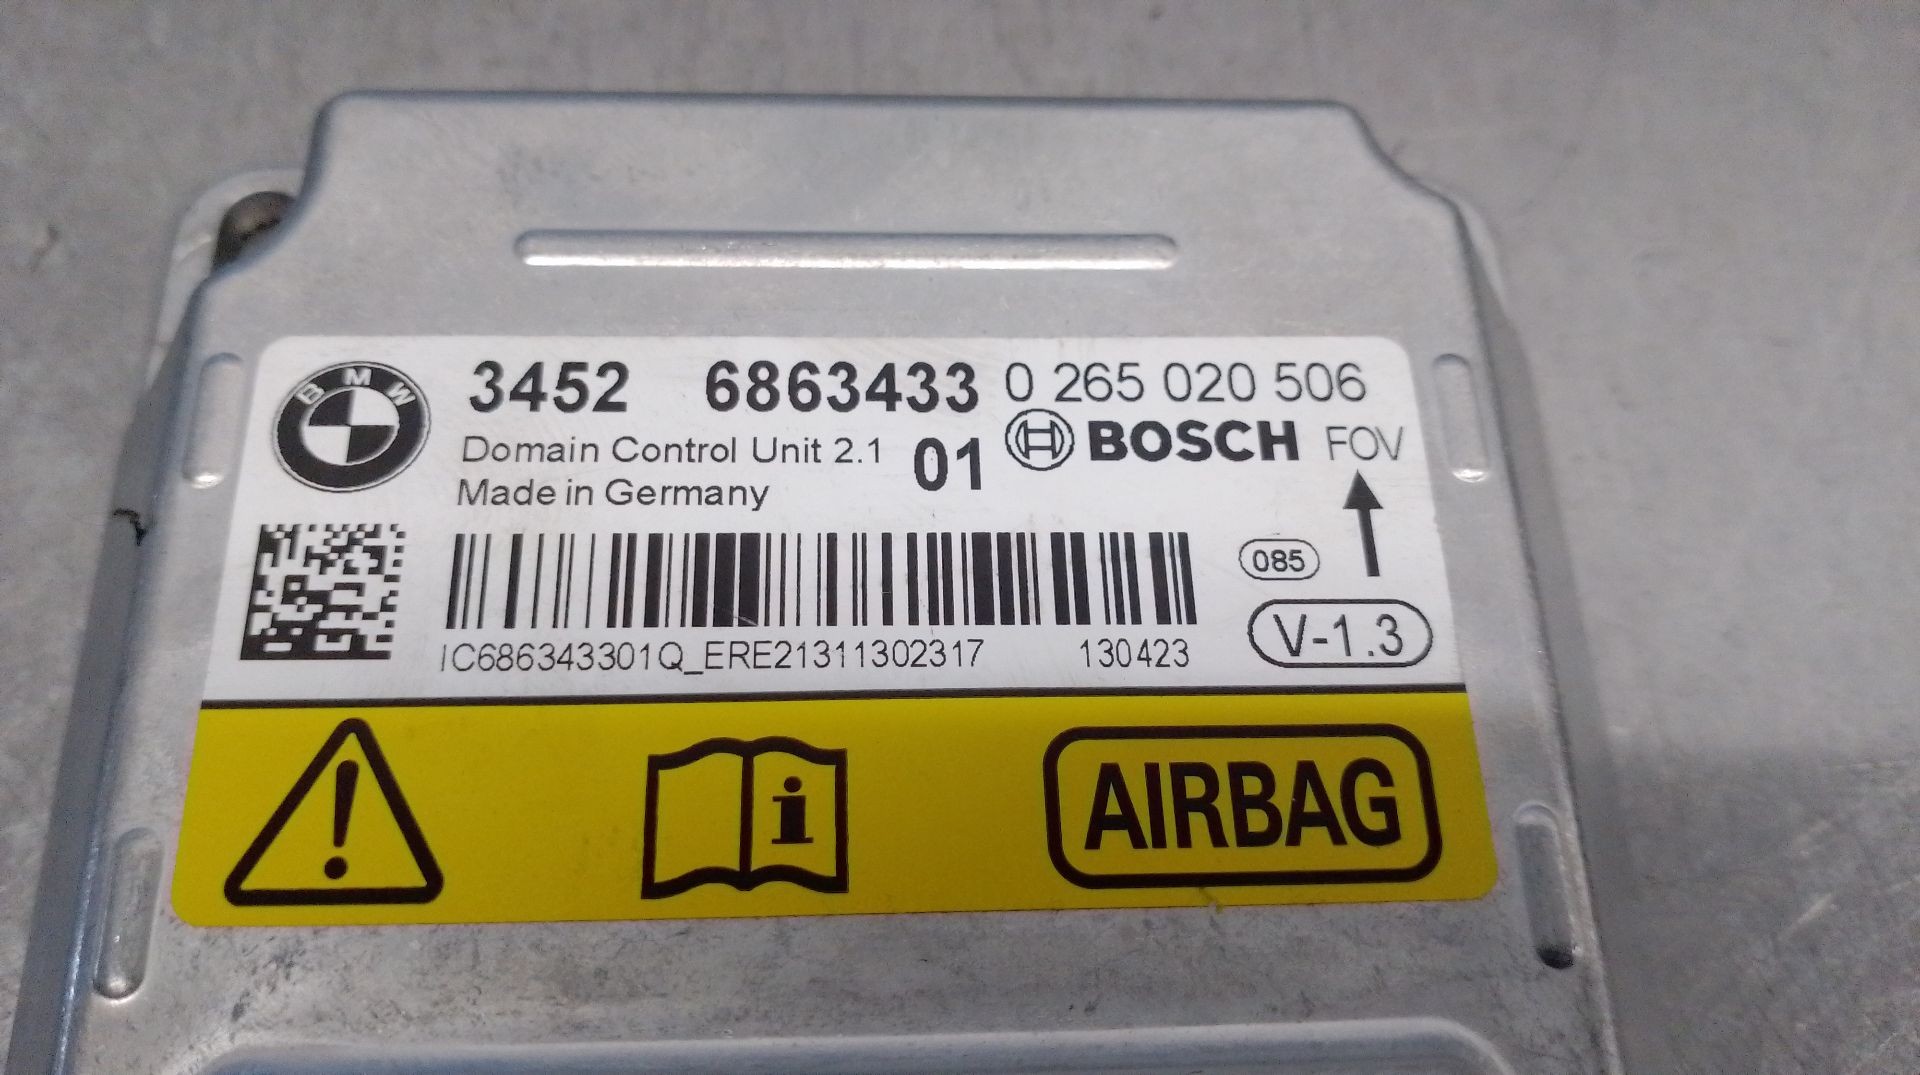 BMW
3452 6863433 0 265 020 506
Domain Control Unit 2.1 01 BOSCH FOV
Made in Germany
085
V-1.3
IC686343301Q_ERE21311302317 130423
AIRBAG